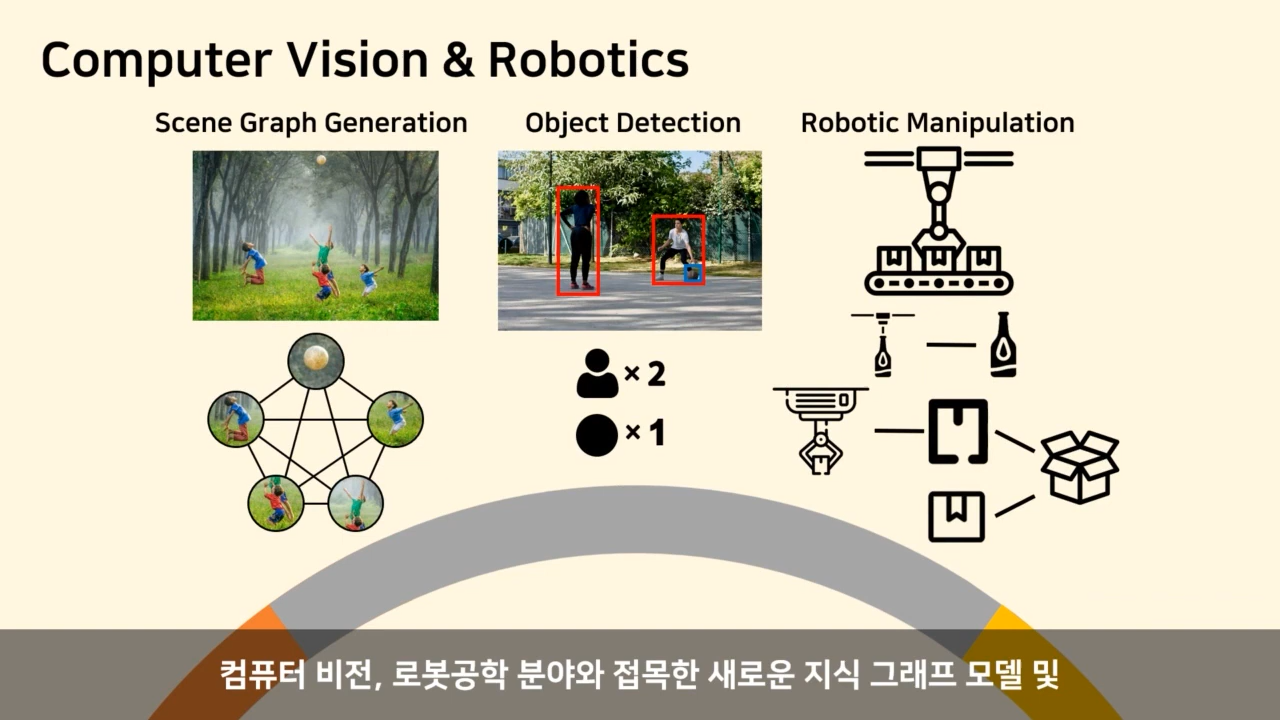 Computer Vision & Robotics
Scene Graph Generation
Object Detection
Robotic Manipulation
× 2
× 1
컴퓨터 비전, 로봇공학 분야와 접목한 새로운 지식 그래프 모델 및